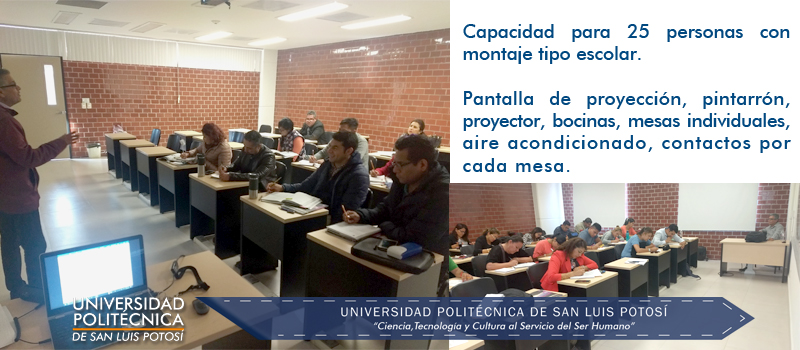 Capacidad para 25 personas con
montaje tipo escolar.
Pantalla de proyección, pintarrón,
proyector, bocinas, mesas individuales,
aire acondicionado, contactos por
cada mesa.
UNIVERSIDAD
POLITÉCNICA
DE SAN LUIS POTOSÍ
UNIVERSIDAD POLITÉCNICA DE SAN LUIS POTOSÍ
"Ciencia,Tecnología y Cultura al Servicio del Ser Humano"